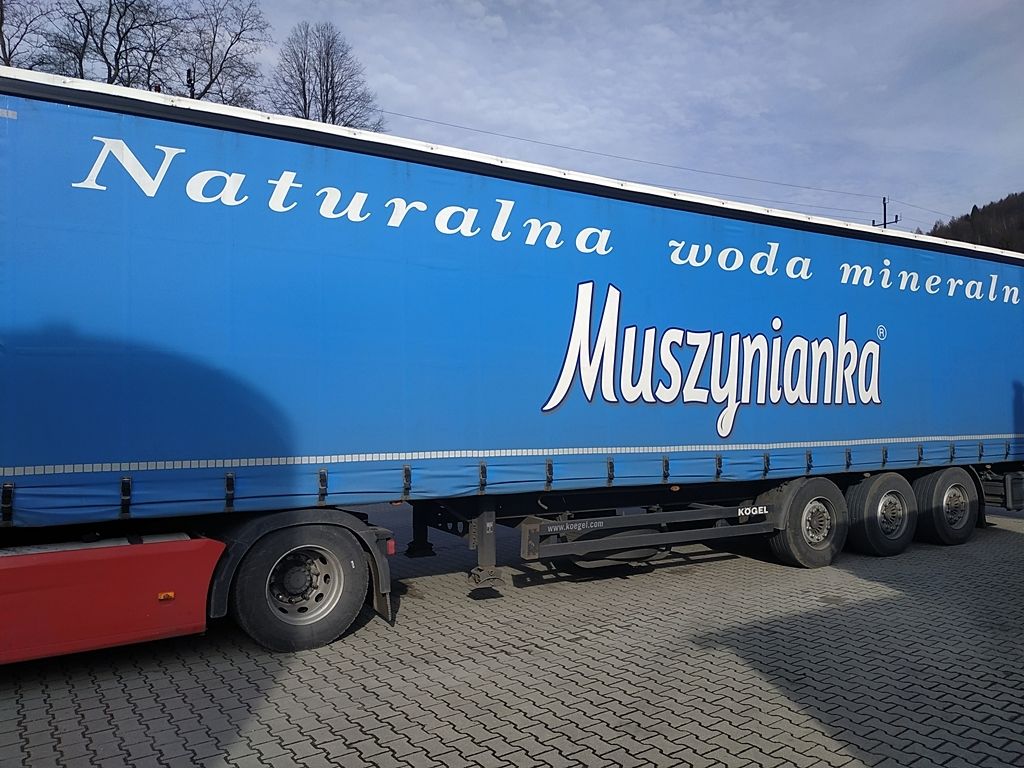 Naturalna woda mineraln
Muszynianka®
KÖGEL
www.koegel.com